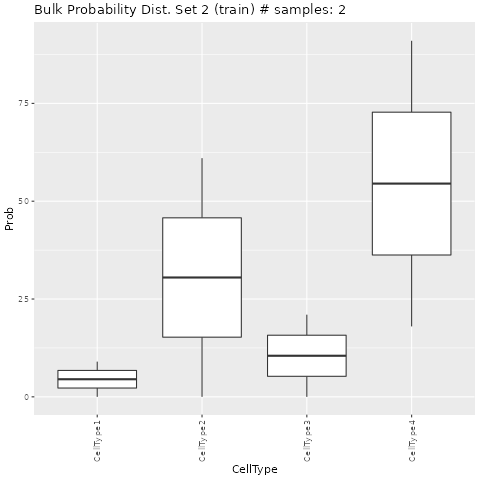 Bulk Probability Dist. Set 2 (train) # samples: 2
Prob
75
50
25
0
CellType1
CellType2
CellType3
CellType4
CellType